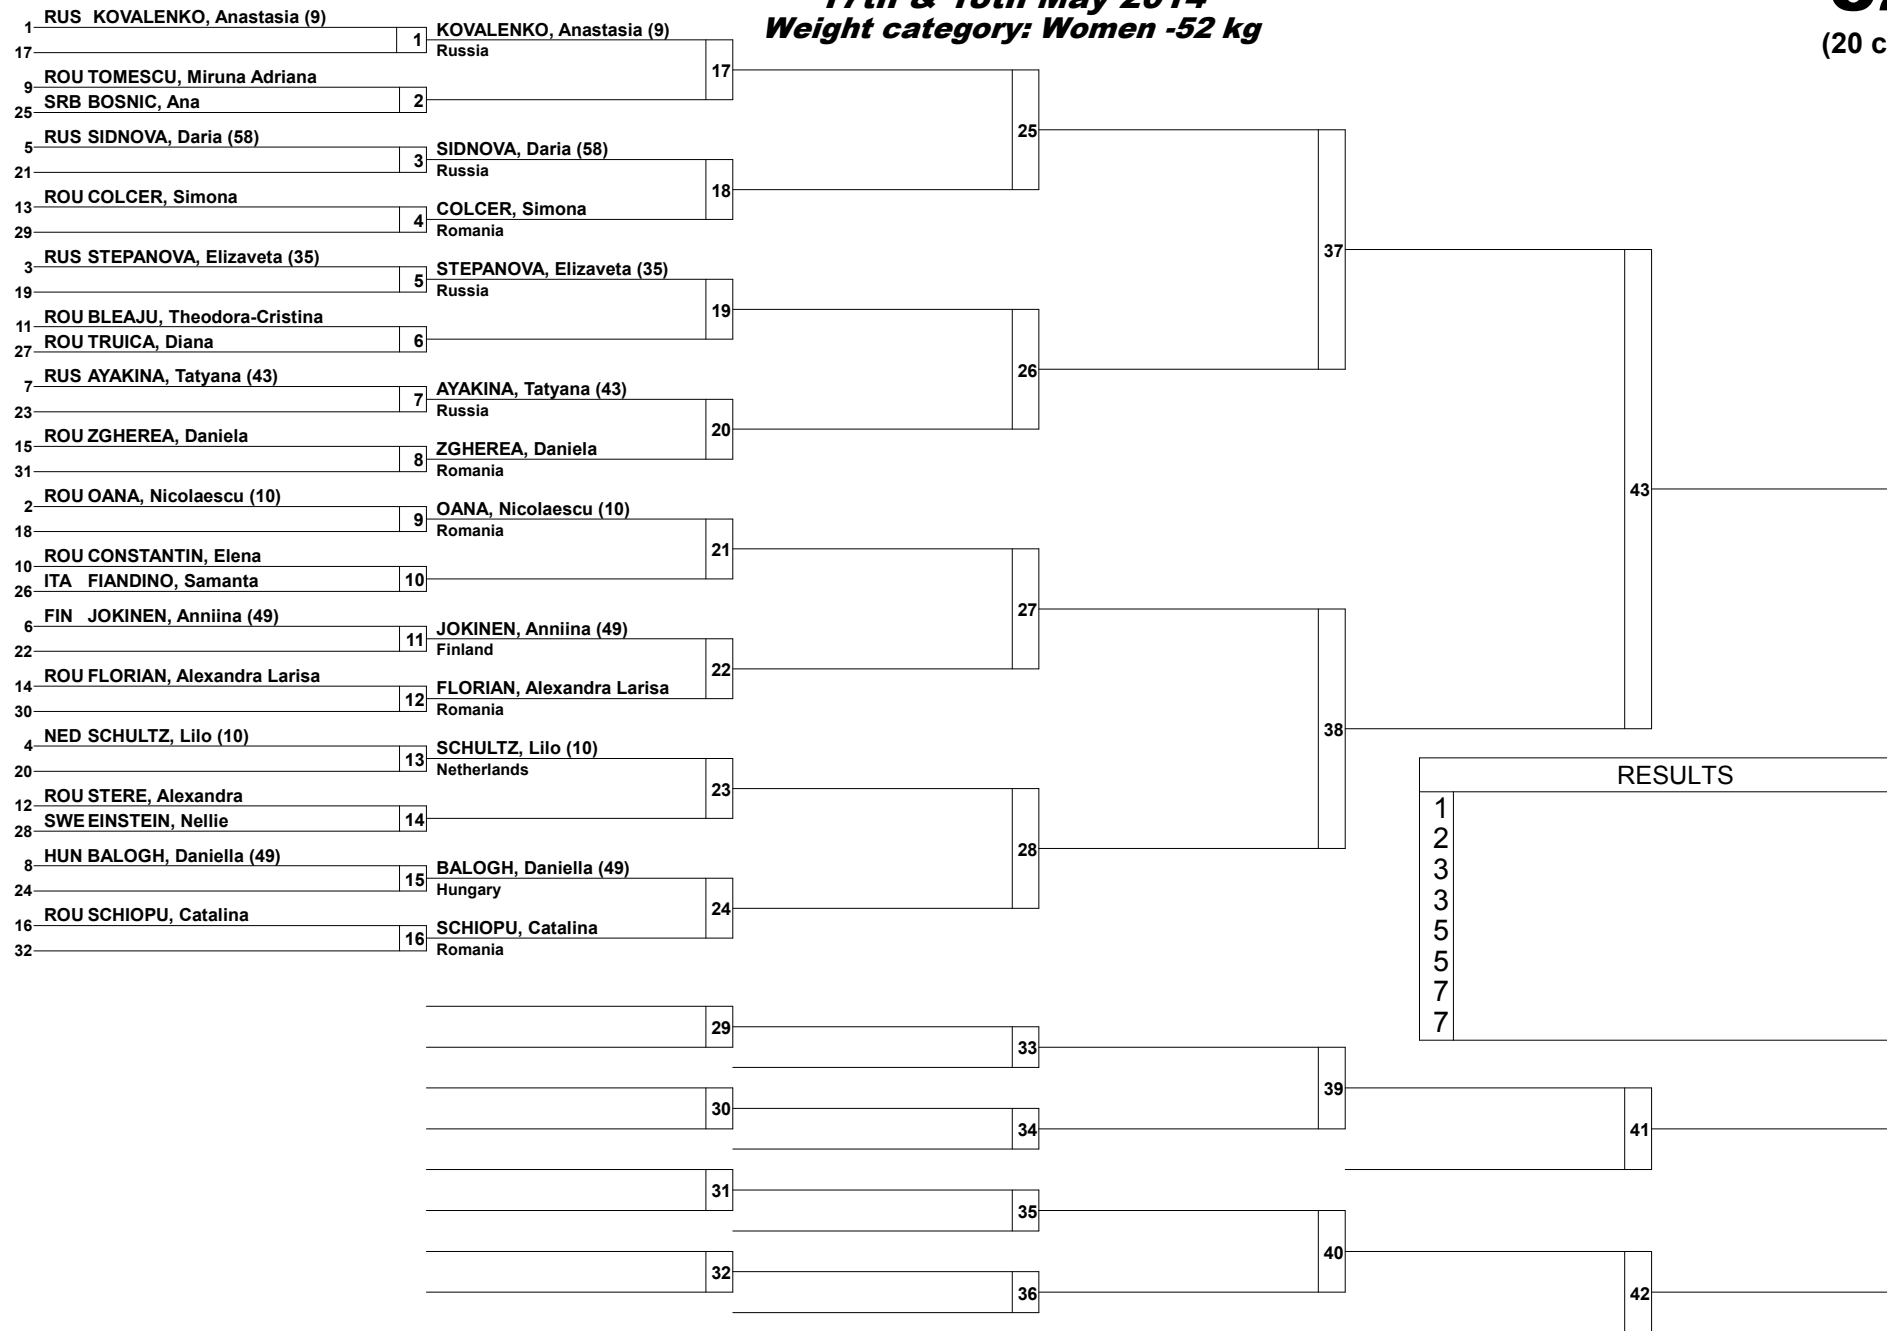 17th & 18th May 2014
Weight category: Women -52 kg
(20 c
1 RUS KOVALENKO, Anastasia (9)
17
1
KOVALENKO, Anastasia (9)
Russia
9 ROU TOMESCU, Miruna Adriana
25 SRB BOSNIC, Ana
2
17
5 RUS SIDNOVA, Daria (58)
21
3
SIDNOVA, Daria (58)
Russia
13 ROU COLCER, Simona
29
4
COLCER, Simona
Romania
18
25
3 RUS STEPANOVA, Elizaveta (35)
19
5
STEPANOVA, Elizaveta (35)
Russia
11 ROU BLEAJU, Theodora-Cristina
27 ROU TRUICA, Diana
6
19
7 RUS AYAKINA, Tatyana (43)
23
7
AYAKINA, Tatyana (43)
Russia
15 ROU ZGHEREA, Daniela
31
8
ZGHEREA, Daniela
Romania
20
26
37
2 ROU OANA, Nicolaescu (10)
18
9
OANA, Nicolaescu (10)
Romania
10 ROU CONSTANTIN, Elena
26 ITA FIANDINO, Samanta
10
21
6 FIN JOKINEN, Anniina (49)
22
11
JOKINEN, Anniina (49)
Finland
14 ROU FLORIAN, Alexandra Larisa
30
12
FLORIAN, Alexandra Larisa
Romania
22
27
4 NED SCHULTZ, Lilo (10)
20
13
SCHULTZ, Lilo (10)
Netherlands
12 ROU STERE, Alexandra
28 SWE EINSTEIN, Nellie
14
23
8 HUN BALOGH, Daniella (49)
24
15
BALOGH, Daniella (49)
Hungary
16 ROU SCHIOPU, Catalina
32
16
SCHIOPU, Catalina
Romania
24
28
38
43
RESULTS
1
2
3
3
5
5
7
7
29
33
30
34
39
41
31
35
32
36
40
42